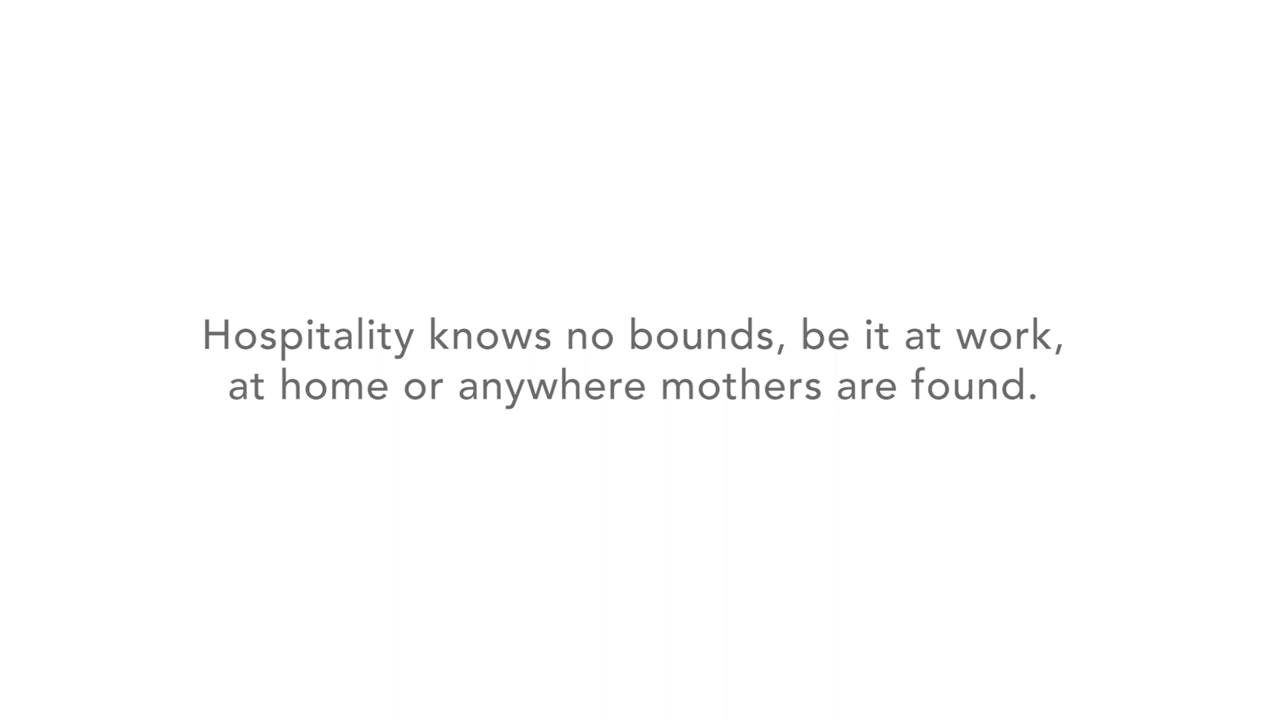 Hospitality knows no bounds, be it at work,
at home or anywhere mothers are found.